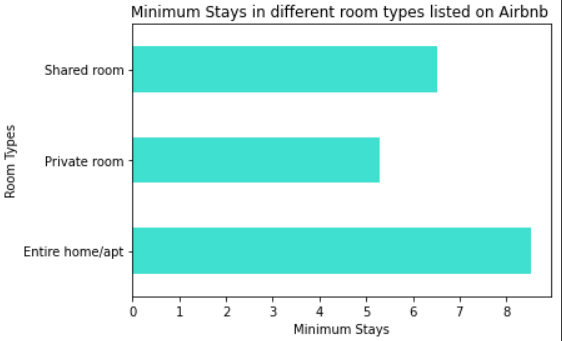 Minimum Stays in different room types listed on Airbnb
Room Types
Shared room
Private room
Entire home/apt
0 1 2 3 4 5 6 7 8
Minimum Stays